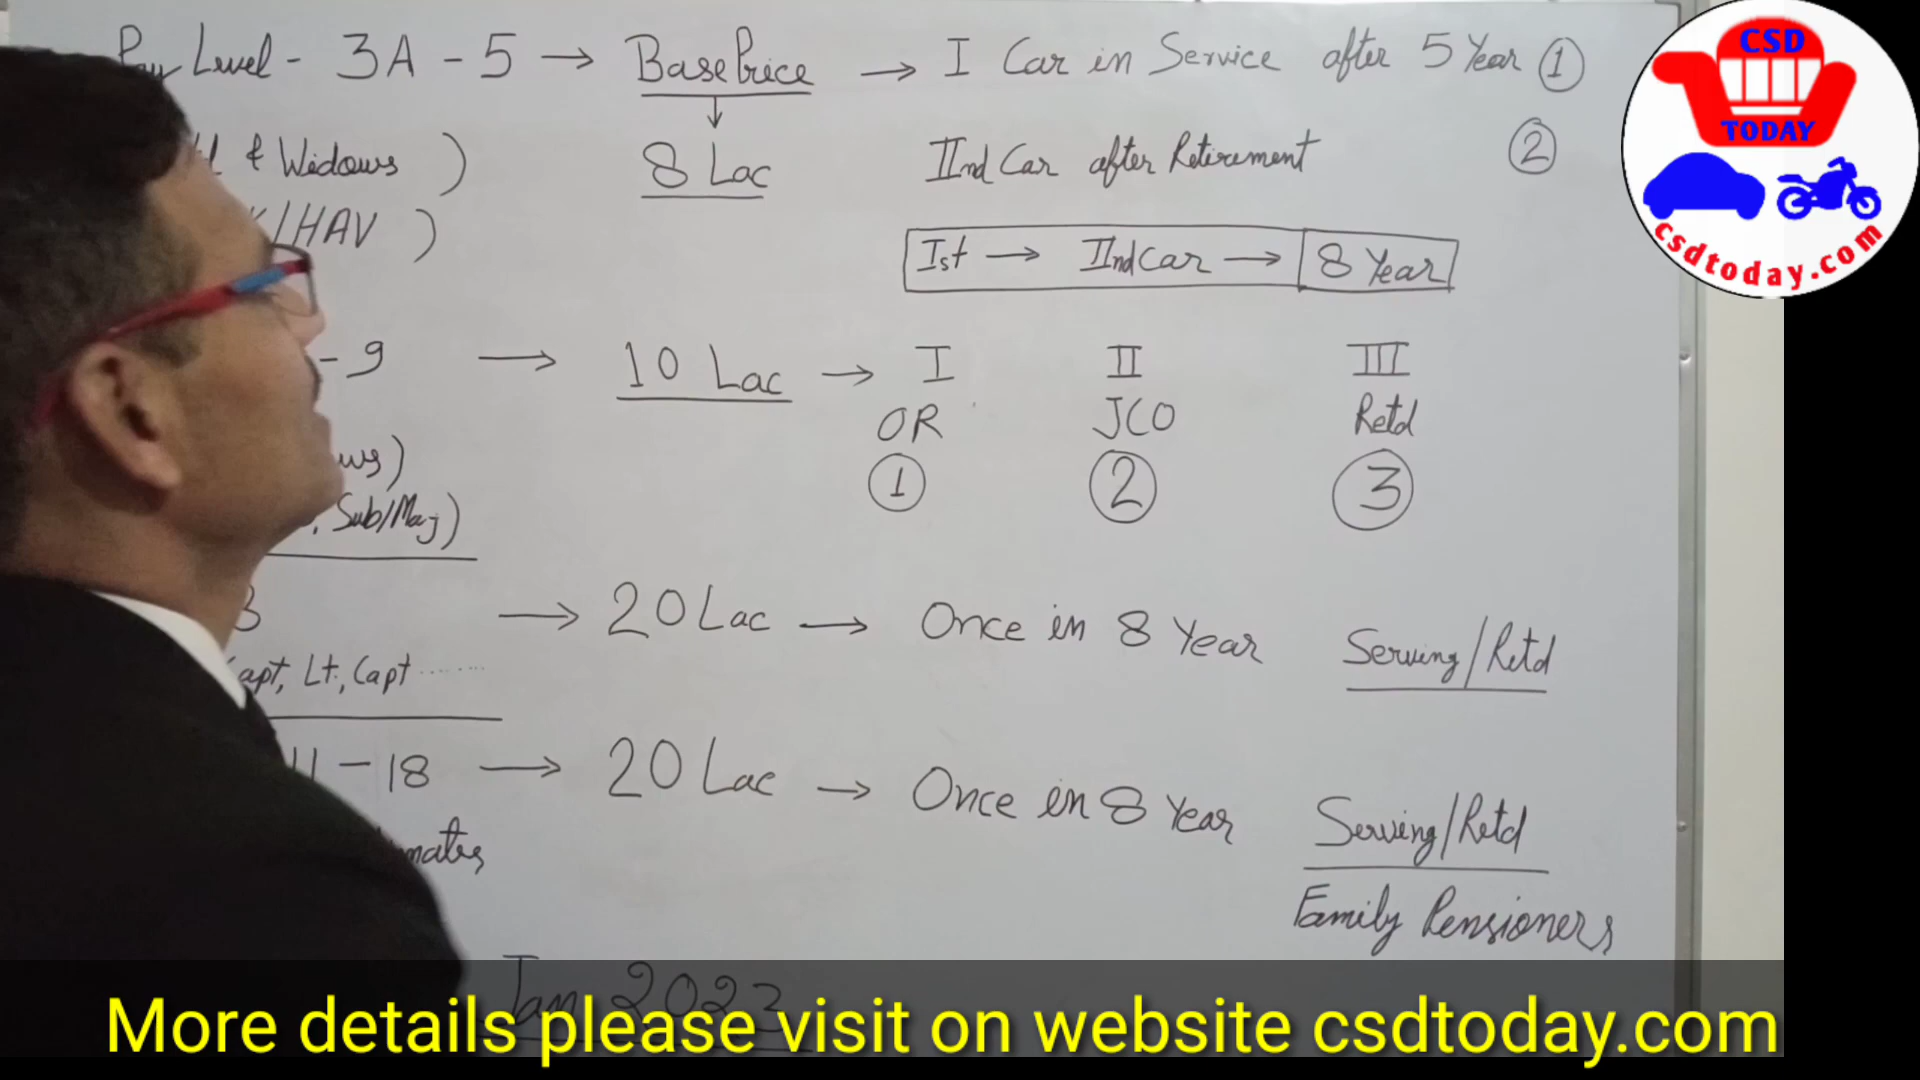 Pay Level - 3A - 5 → Base Price → I Car in Service after 5 Year ①
& Widows ) 8 Lac IInd Car after Retirement ②
/HAV )
Ist → IInd Car → 8 Year
- 9 → 10 Lac → I II III
OR JCO Retd
① ② ③
ws)
, Sub/Maj)
3 → 20 Lac → Once in 8 Year Serving/Retd
apt, Lt., Capt ........
11 - 18 → 20 Lac → Once in 8 Year Serving/Retd
mates
Family Pensioners
Jan 2023
CSD
TODAY
csdtoday.com
More details please visit on website csdtoday.com